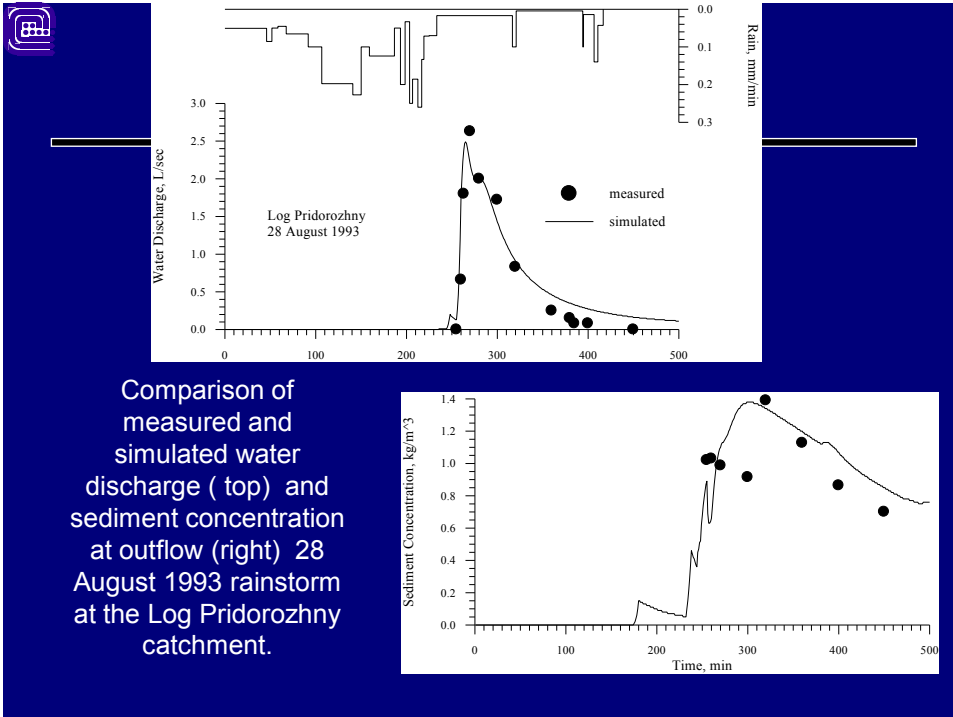 0.0
0.1
0.2
0.3
Rain, mm/min
3.0
2.5
2.0
1.5
1.0
0.5
0.0
Water Discharge, L/sec
Log Pridorozhny
28 August 1993
measured
simulated
0 100 200 300 400 500
Comparison of
measured and
simulated water
discharge ( top) and
sediment concentration
at outflow (right) 28
August 1993 rainstorm
at the Log Pridorozhny
catchment.
1.4
1.2
1.0
0.8
0.6
0.4
0.2
0.0
Sediment Concentration, kg/m^3
0 100 200 300 400 500
Time, min